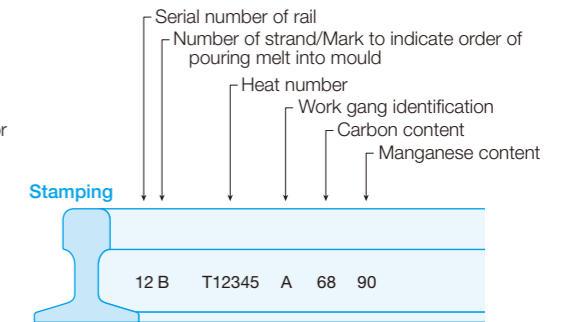 Serial number of rail
Number of strand/Mark to indicate order of
pouring melt into mould
Heat number
Work gang identification
Carbon content
Manganese content
Stamping
12 B T12345 A 68 90